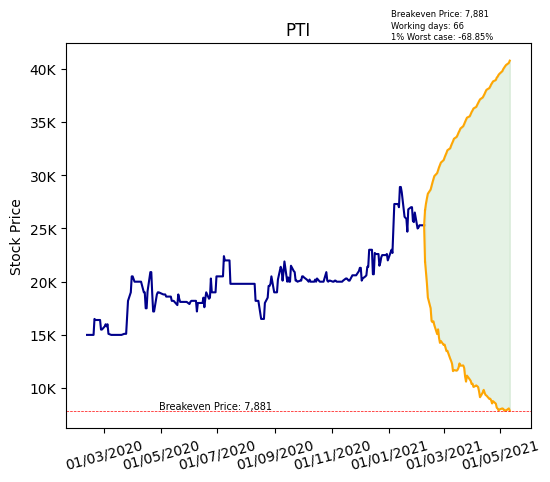 Breakeven Price: 7,881
Working days: 66
1% Worst case: -68.85%
PTI
Stock Price
40K
35K
30K
25K
20K
15K
10K
Breakeven Price: 7,881
01/03/2020
01/05/2020
01/07/2020
01/09/2020
01/11/2020
01/01/2021
01/03/2021
01/05/2021